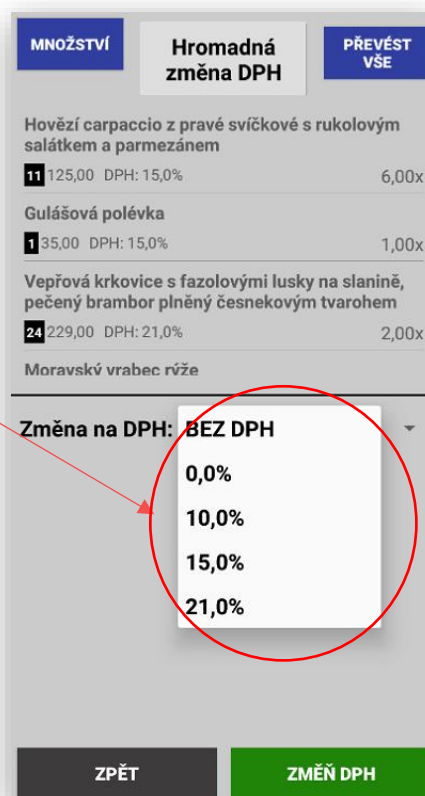 MNOŽSTVÍ
Hromadná
změna DPH
PŘEVÉST
VŠE
Hovězí carpaccio z pravé svíčkové s rukolovým
salátkem a parmezánem
11 125,00 DPH: 15,0% 6,00x
Gulášová polévka
1 35,00 DPH: 15,0% 1,00x
Vepřová krkovice s fazolovými lusky na slanině,
pečený brambor plněný česnekovým tvarohem
24 229,00 DPH: 21,0% 2,00x
Moravský vrabec rýže
Změna na DPH: BEZ DPH
0,0%
10,0%
15,0%
21,0%
ZPĚT ZMĚŇ DPH